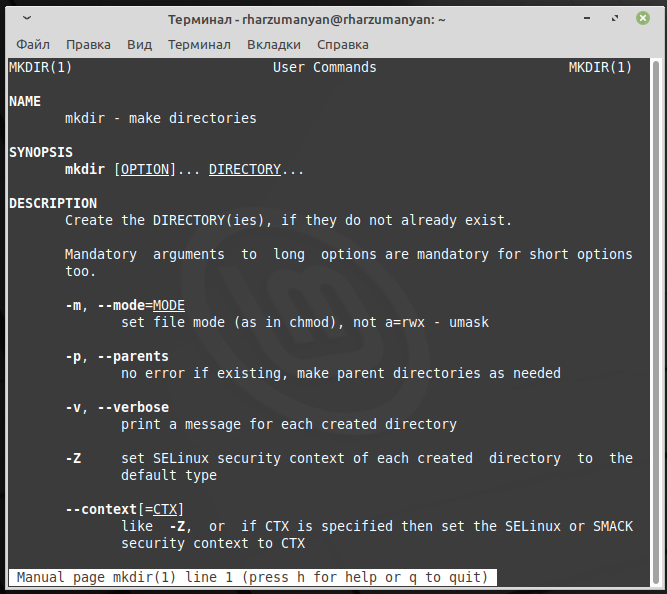 Терминал - rharzumanyan@rharzumanyan: ~
Файл Правка Вид Терминал Вкладки Справка
MKDIR(1) User Commands MKDIR(1)
NAME
mkdir - make directories
SYNOPSIS
mkdir [OPTION]... DIRECTORY...
DESCRIPTION
Create the DIRECTORY(ies), if they do not already exist.
Mandatory arguments to long options are mandatory for short options
too.
-m, --mode=MODE
set file mode (as in chmod), not a=rwx - umask
-p, --parents
no error if existing, make parent directories as needed
-v, --verbose
print a message for each created directory
-Z set SELinux security context of each created directory to the
default type
--context[=CTX]
like -Z, or if CTX is specified then set the SELinux or SMACK
security context to CTX
Manual page mkdir(1) line 1 (press h for help or q to quit)